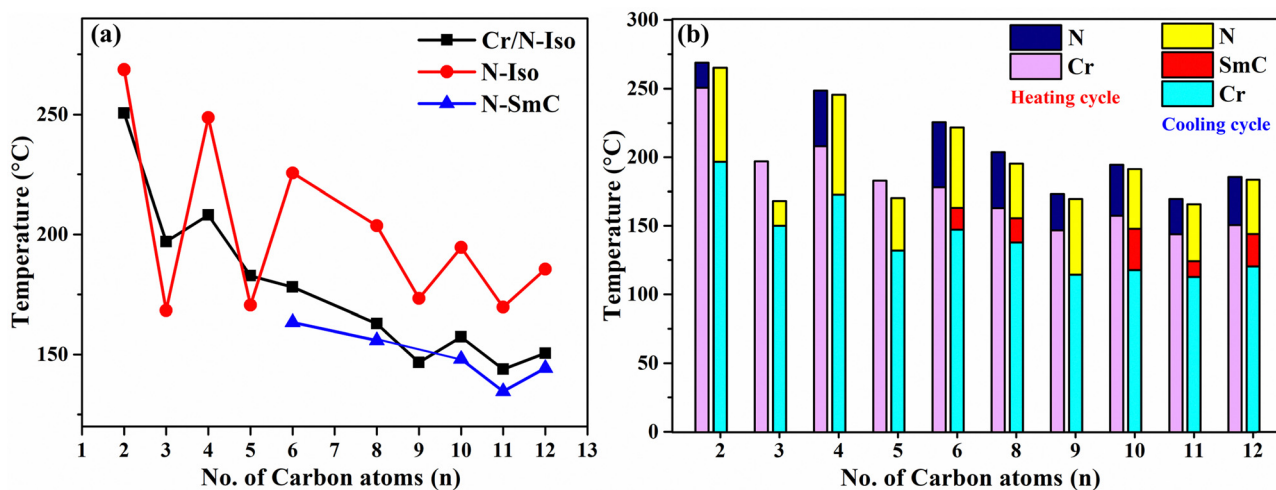 (a)
Cr/N-Iso
N-Iso
N-SmC
Temperature (°C)
250
200
150
1 2 3 4 5 6 7 8 9 10 11 12 13
No. of Carbon atoms (n)
(b)
N
Cr
Heating cycle
N
SmC
Cr
Cooling cycle
Temperature (°C)
300
250
200
150
100
50
0
2 3 4 5 6 8 9 10 11 12
No. of Carbon atoms (n)